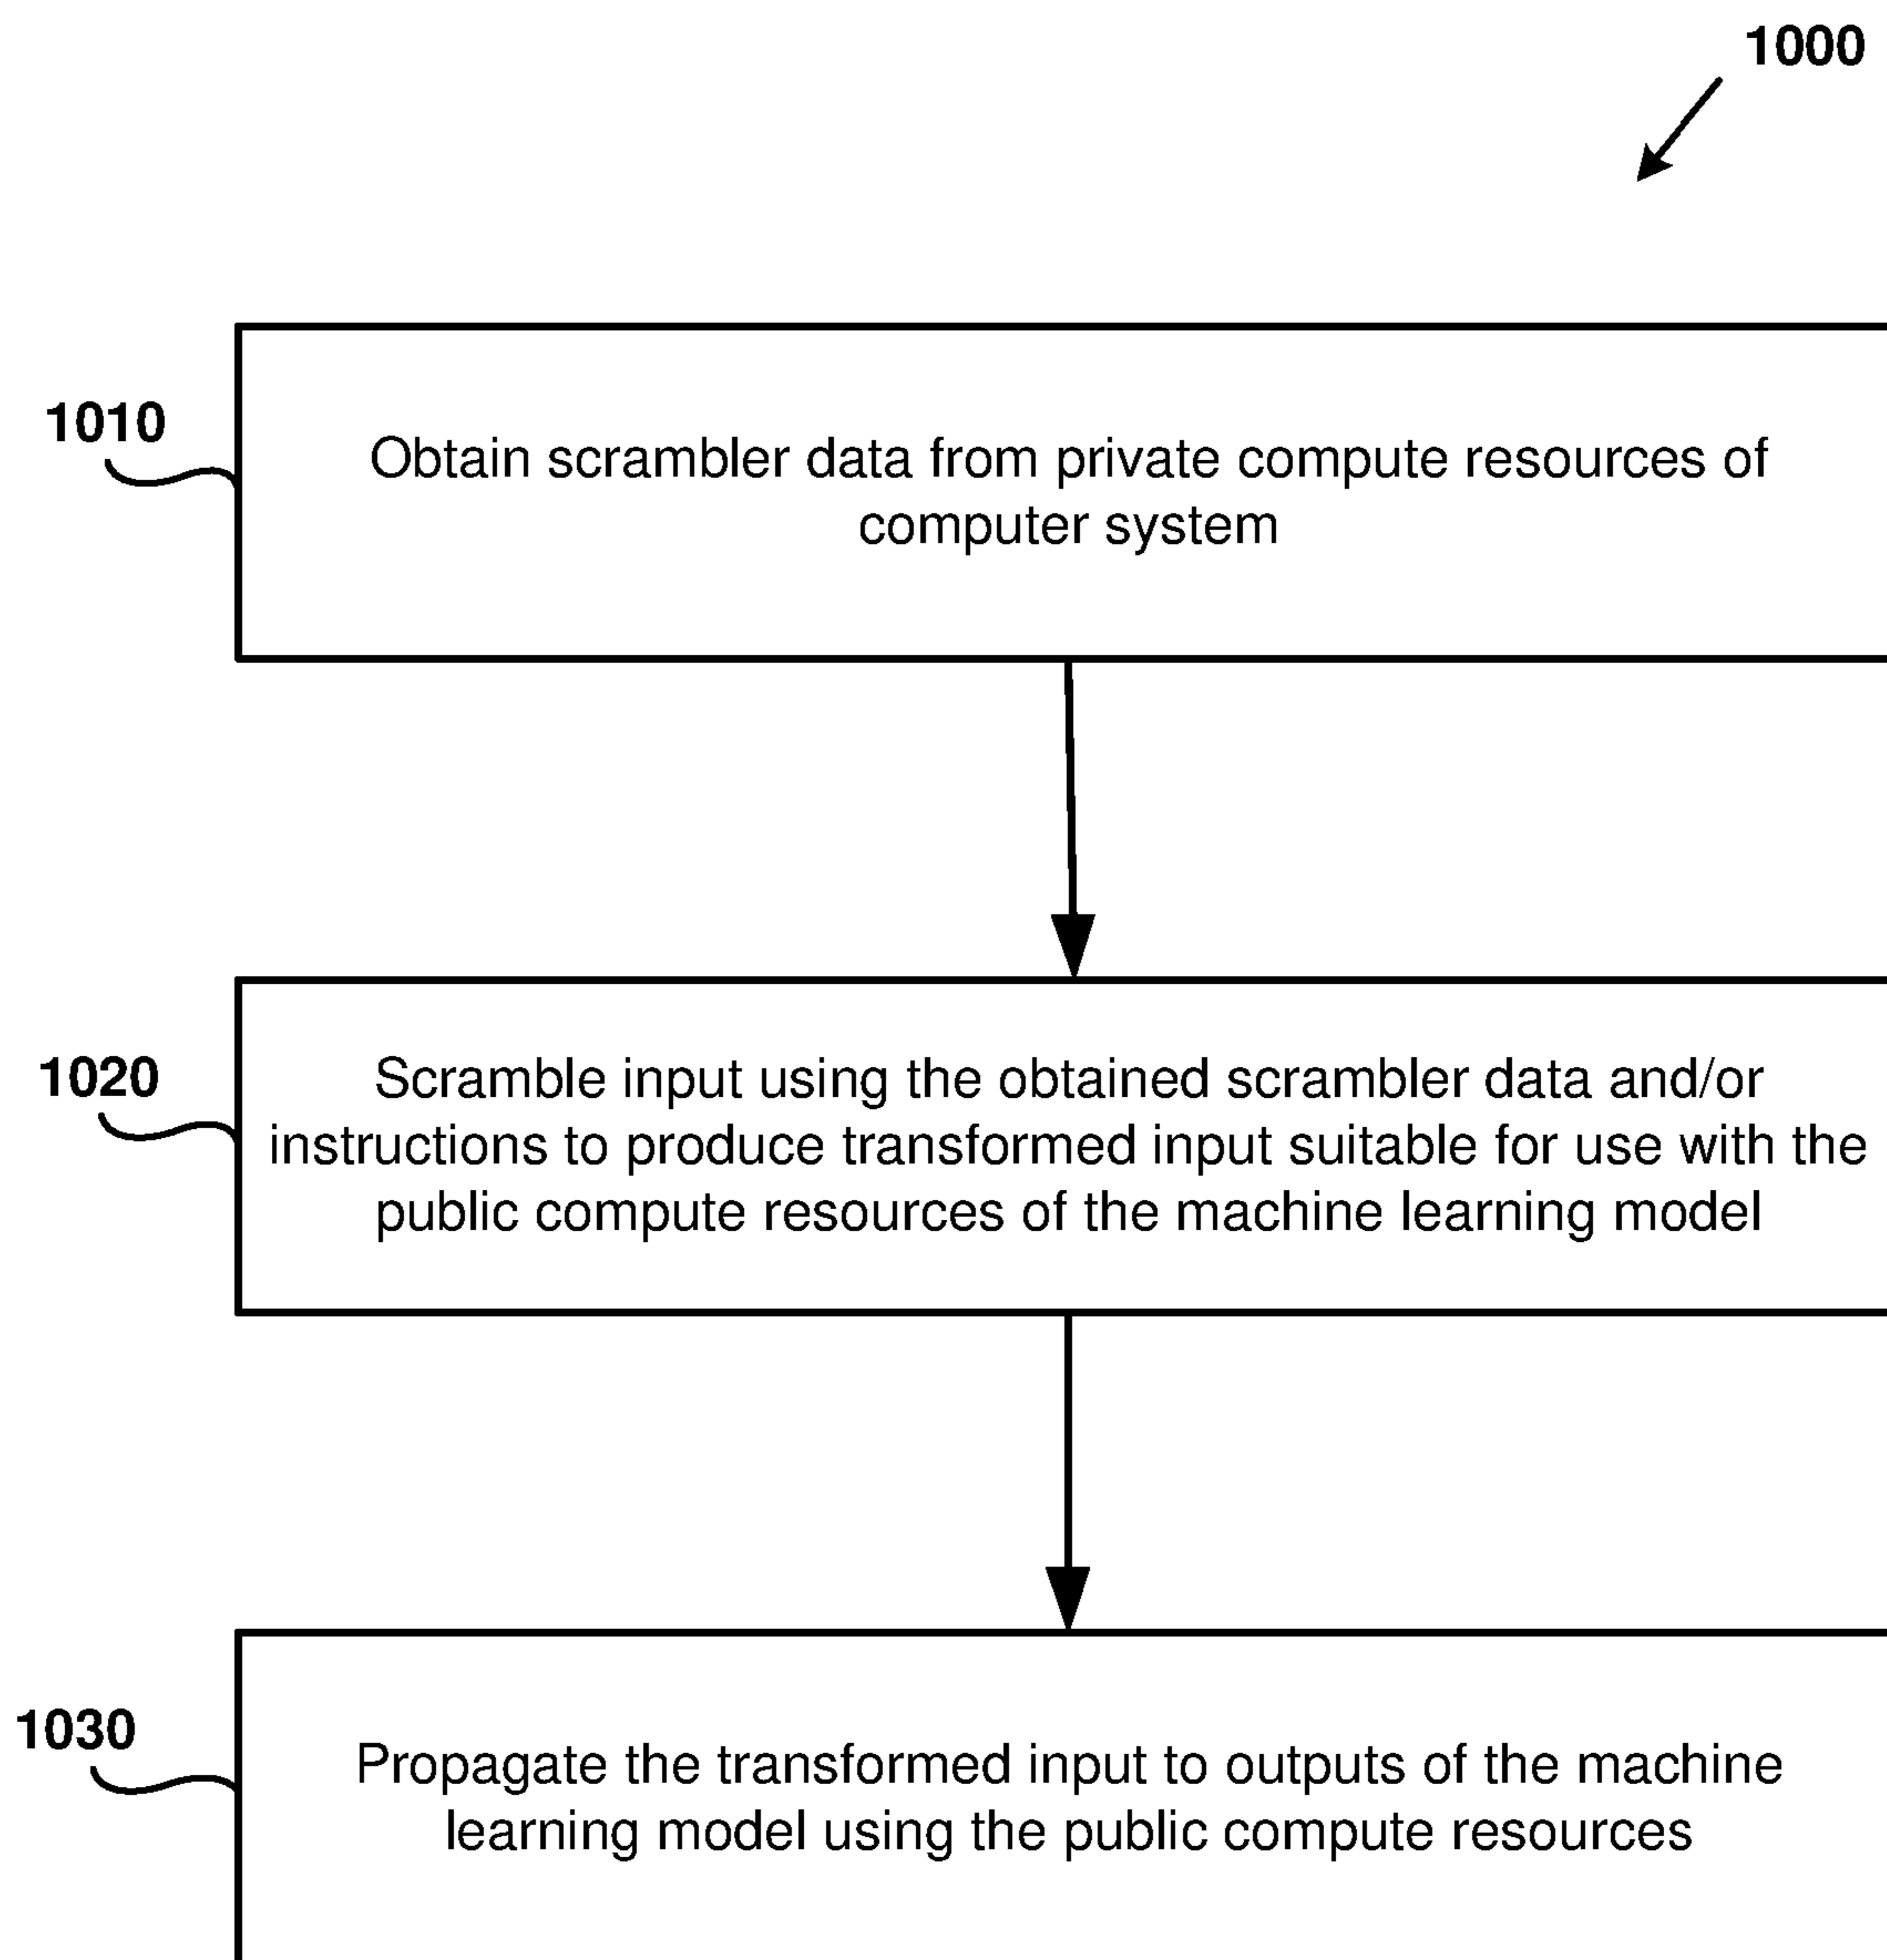 1000
1010
Obtain scrambler data from private compute resources of
computer system
1020
Scramble input using the obtained scrambler data and/or
instructions to produce transformed input suitable for use with the
public compute resources of the machine learning model
1030
Propagate the transformed input to outputs of the machine
learning model using the public compute resources